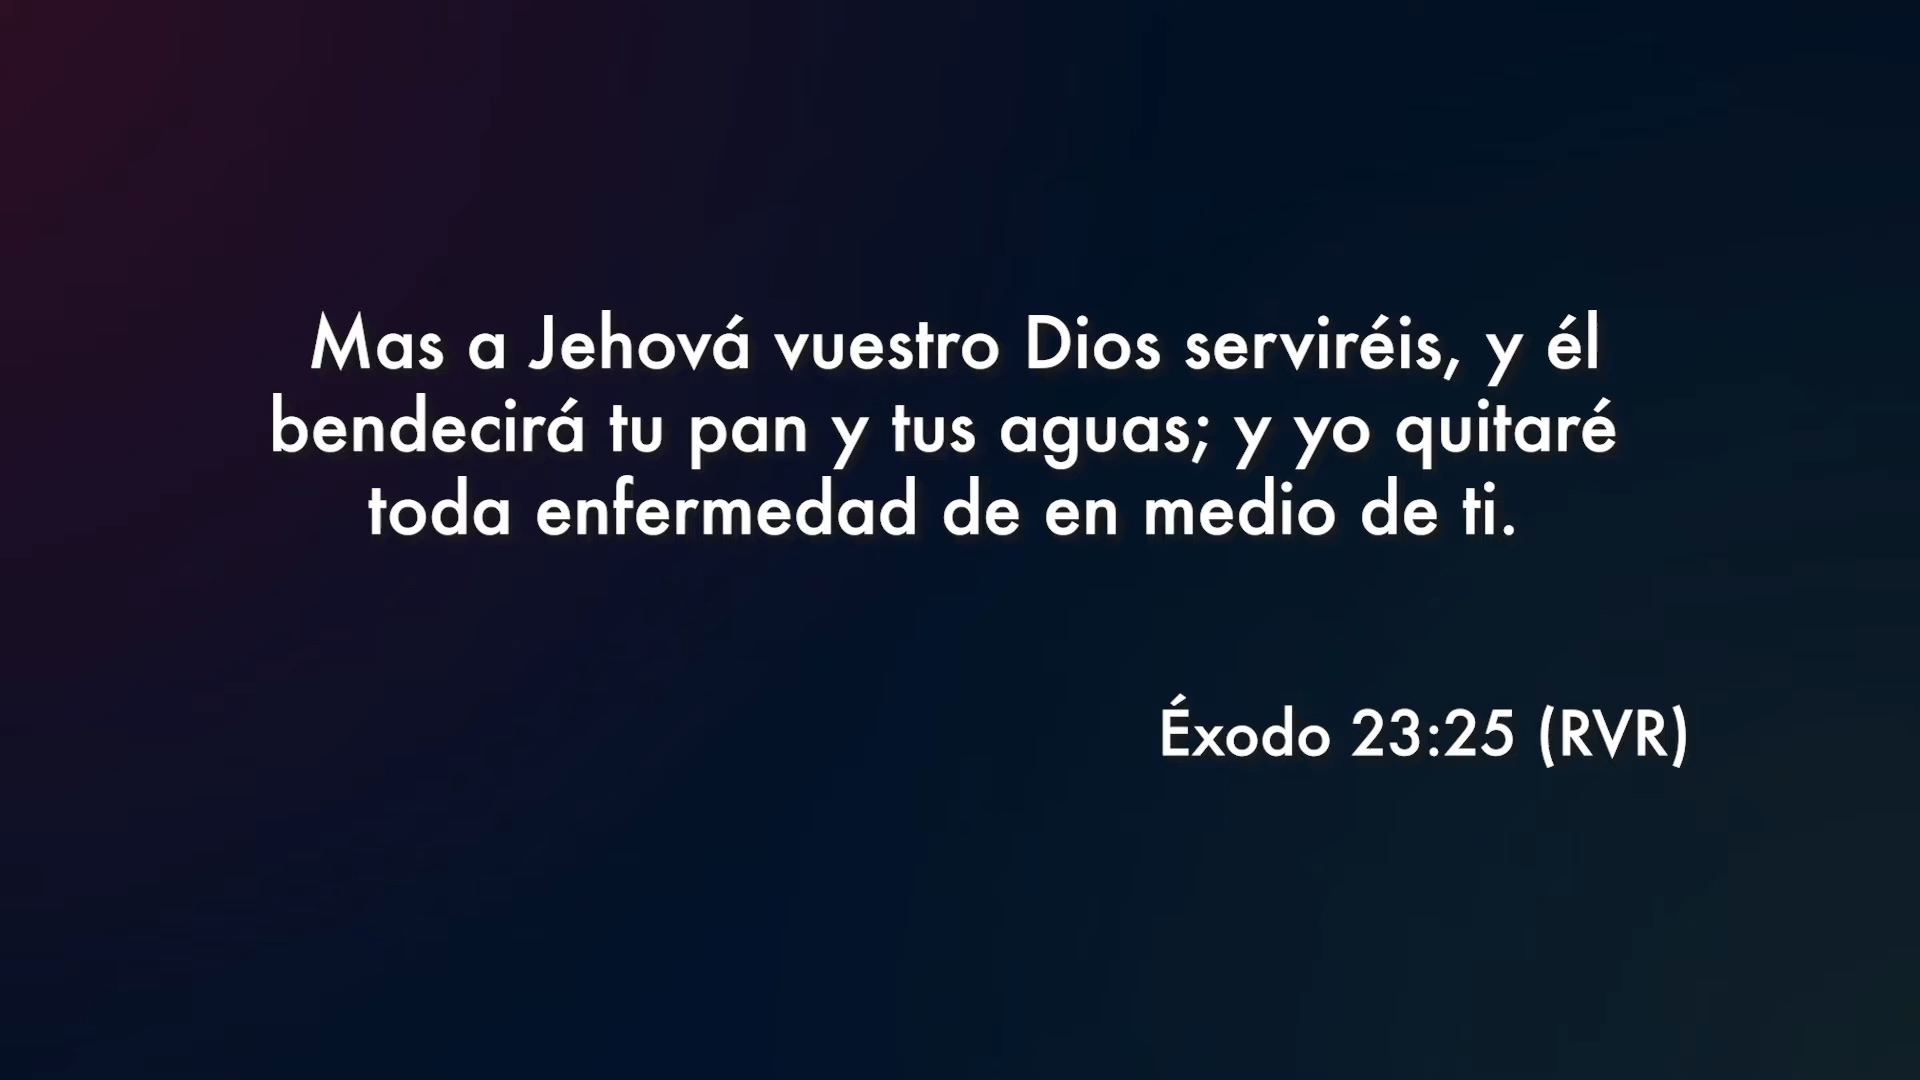 Mas a Jehová vuestro Dios serviréis, y él
bendecirá tu pan y tus aguas; y yo quitaré
toda enfermedad de en medio de ti.
Éxodo 23:25 (RVR)